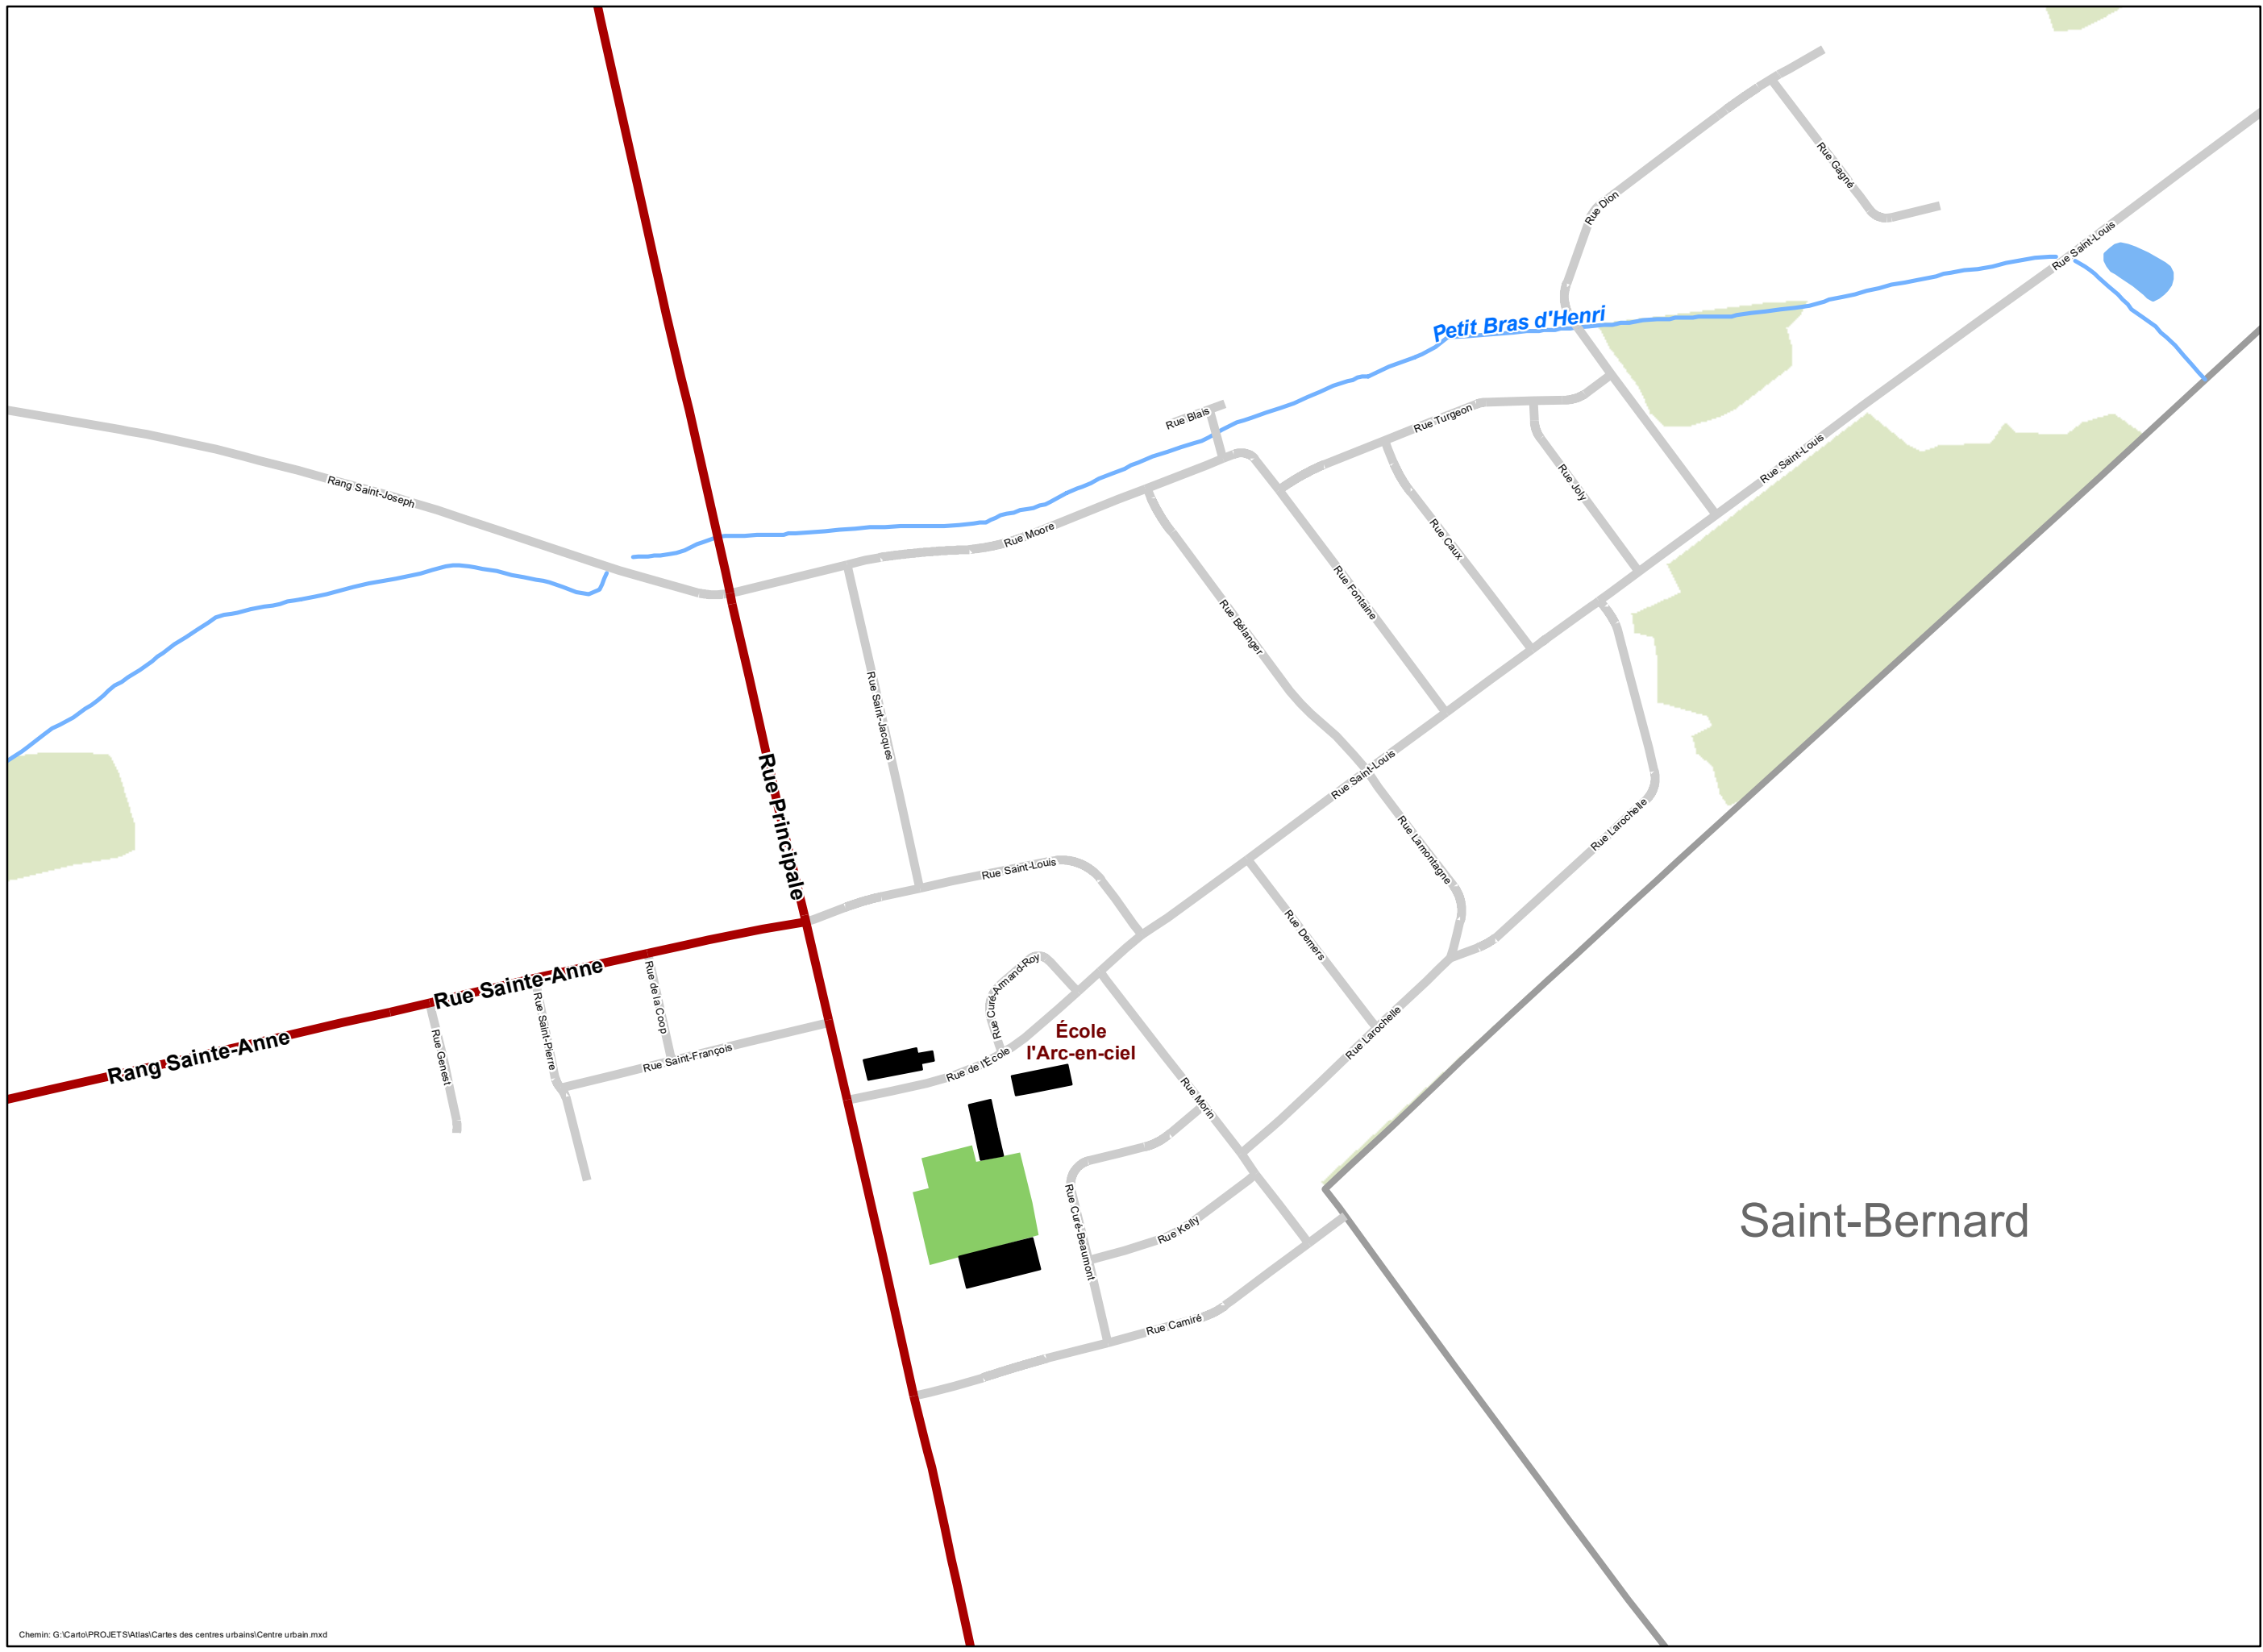 Rue Gagné
Rue Dion
Rue Saint-Louis
Petit Bras d'Henri
Rue Blais
Rue Turgeon
Rue Saint-Louis
Rang Saint-Joseph
Rue Joly
Rue Moore
Rue Caux
Rue Fontaine
Rue Bélanger
Rue Saint-Jacques
Rue Saint-Louis
Rue Principale
Rue Larochelle
Rue Lamontagne
Rue Saint-Louis
Rue Demers
Rue Sainte-Anne
Rue de la Coop
Rue Curé-Armand-Roy
Rue Saint-Pierre
École
l'Arc-en-ciel
Rue Larochelle
Rang Sainte-Anne
Rue Genest
Rue Saint-François
Rue de l'École
Rue Morin
Saint-Bernard
Rue Curé-Beaumont
Rue Kelly
Rue Camiré
Chemin: G:\Carto\PROJETS\Atlas\Cartes des centres urbains\Centre urbain.mxd